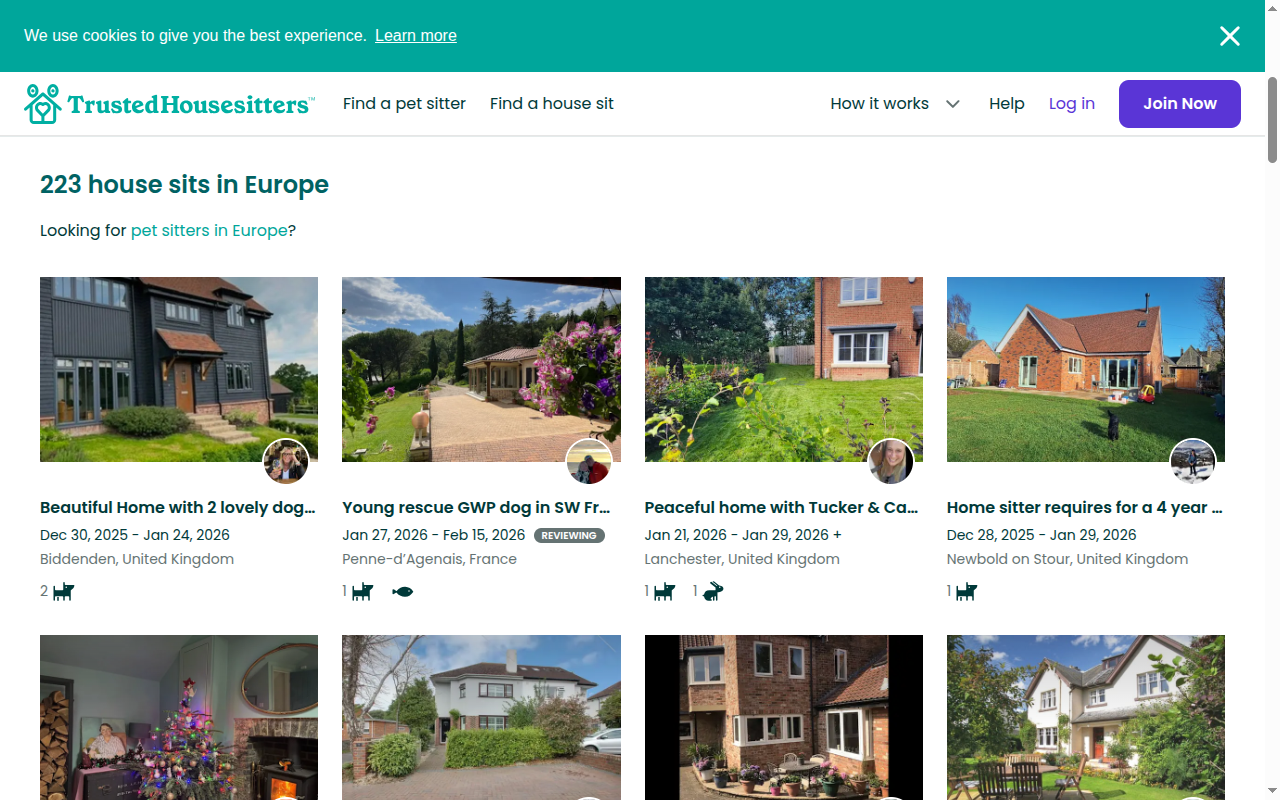 We use cookies to give you the best experience. Learn more
TrustedHousesitters™
Find a pet sitter
Find a house sit
How it works
Help
Log in
Join Now
223 house sits in Europe
Looking for pet sitters in Europe?
Beautiful Home with 2 lovely dog...
Dec 30, 2025 - Jan 24, 2026
Biddenden, United Kingdom
2
Young rescue GWP dog in SW Fr...
Jan 27, 2026 - Feb 15, 2026 REVIEWING
Penne-d’Agenais, France
1
Peaceful home with Tucker & Ca...
Jan 21, 2026 - Jan 29, 2026 +
Lanchester, United Kingdom
1 1
Home sitter requires for a 4 year ...
Dec 28, 2025 - Jan 29, 2026
Newbold on Stour, United Kingdom
1